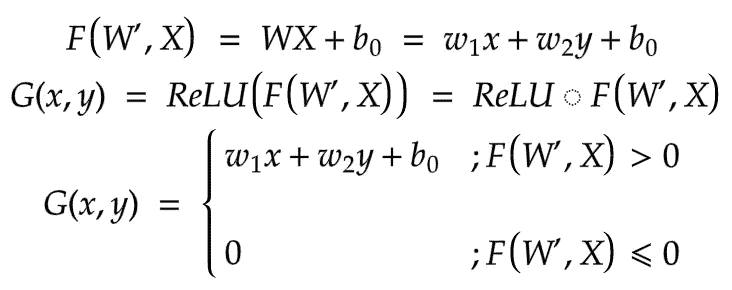 F(W′, X) = WX + b₀ = w₁x + w₂y + b₀
G(x, y) = ReLU(F(W′, X)) = ReLU ◌ F(W′, X)
G(x, y) = { w₁x + w₂y + b₀ ; F(W′, X) > 0
0 ; F(W′, X) ⩽ 0